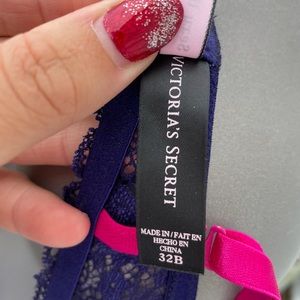 VICTORIA'S SECRET
MADE IN / FAIT EN
HECHO EN
CHINA
32B